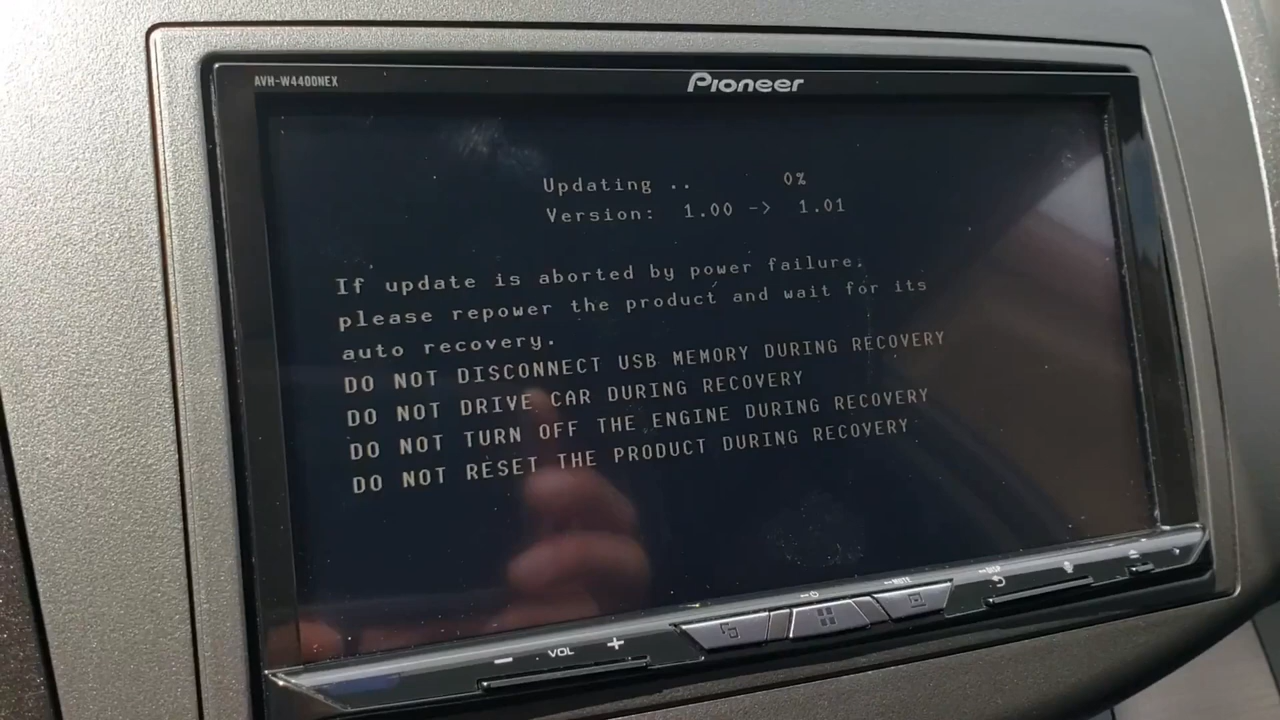 AVH-W4400NEX
Pioneer
Updating .. 0%
Version: 1.00 -> 1.01
If update is aborted by power failure,
please repower the product and wait for its
auto recovery.
DO NOT DISCONNECT USB MEMORY DURING RECOVERY
DO NOT DRIVE CAR DURING RECOVERY
DO NOT TURN OFF THE ENGINE DURING RECOVERY
DO NOT RESET THE PRODUCT DURING RECOVERY
MUTE
DISP
− VOL +